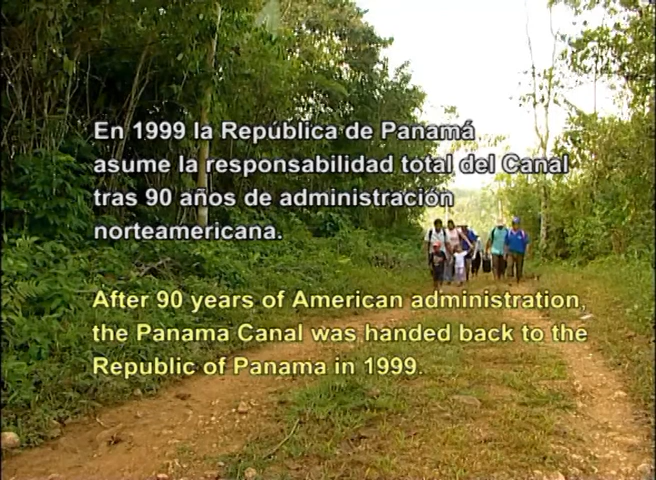 En 1999 la República de Panamá
asume la responsabilidad total del Canal
tras 90 años de administración
norteamericana.
After 90 years of American administration,
the Panama Canal was handed back to the
Republic of Panama in 1999.